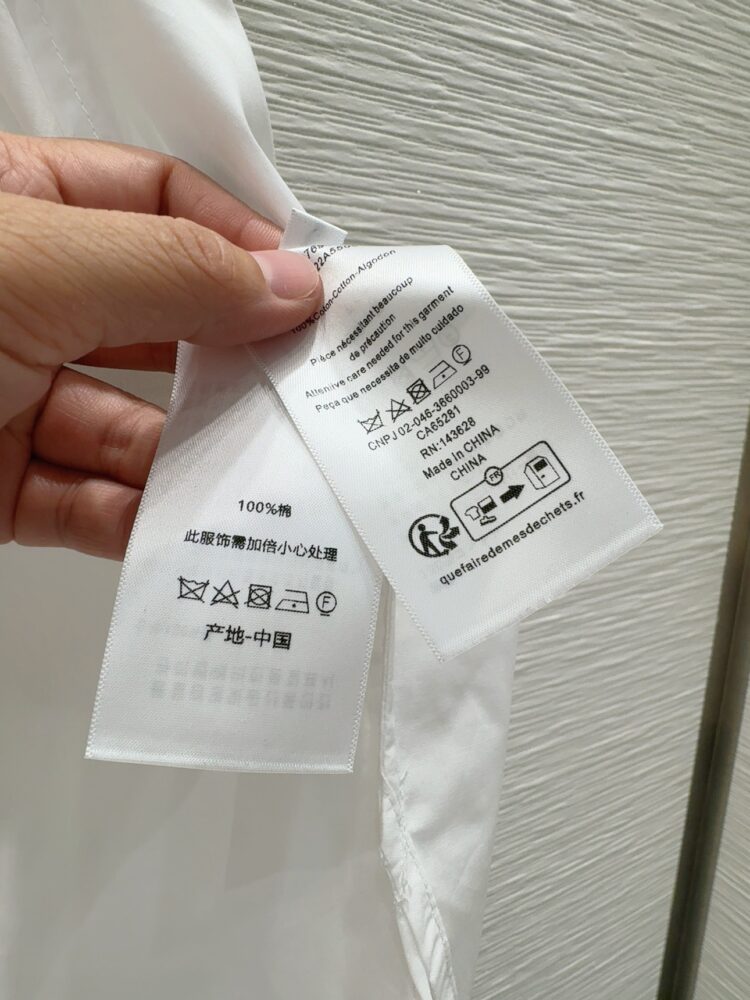 100%Coton-Cotton-Algodon
Pièce nécessitant beaucoup
de précaution
Attentive care needed for this garment
Peça que necessita de muito cuidado
F
CNPJ 02-046-3660003-99
CA65281
RN:143628
Made in CHINA
CHINA
FR
quefairedemesdechets.fr
100%棉
此服饰需加倍小心处理
F
产地-中国